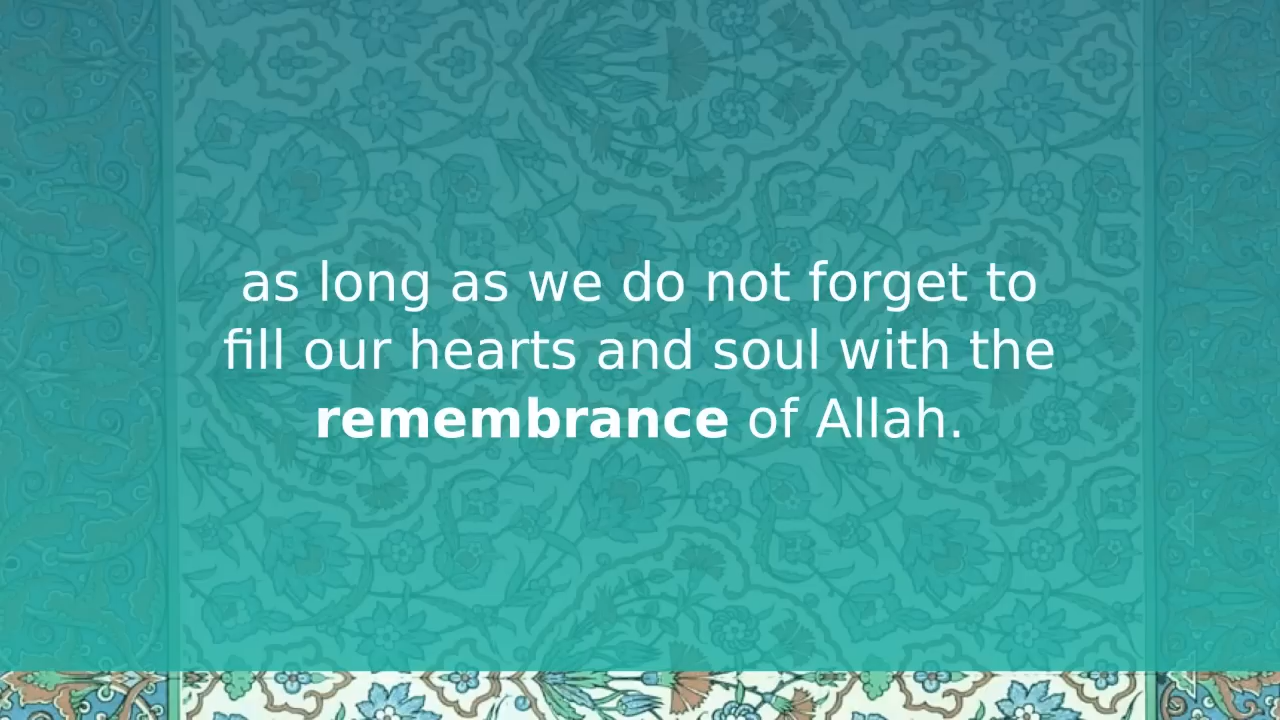 as long as we do not forget to
fill our hearts and soul with the
remembrance of Allah.